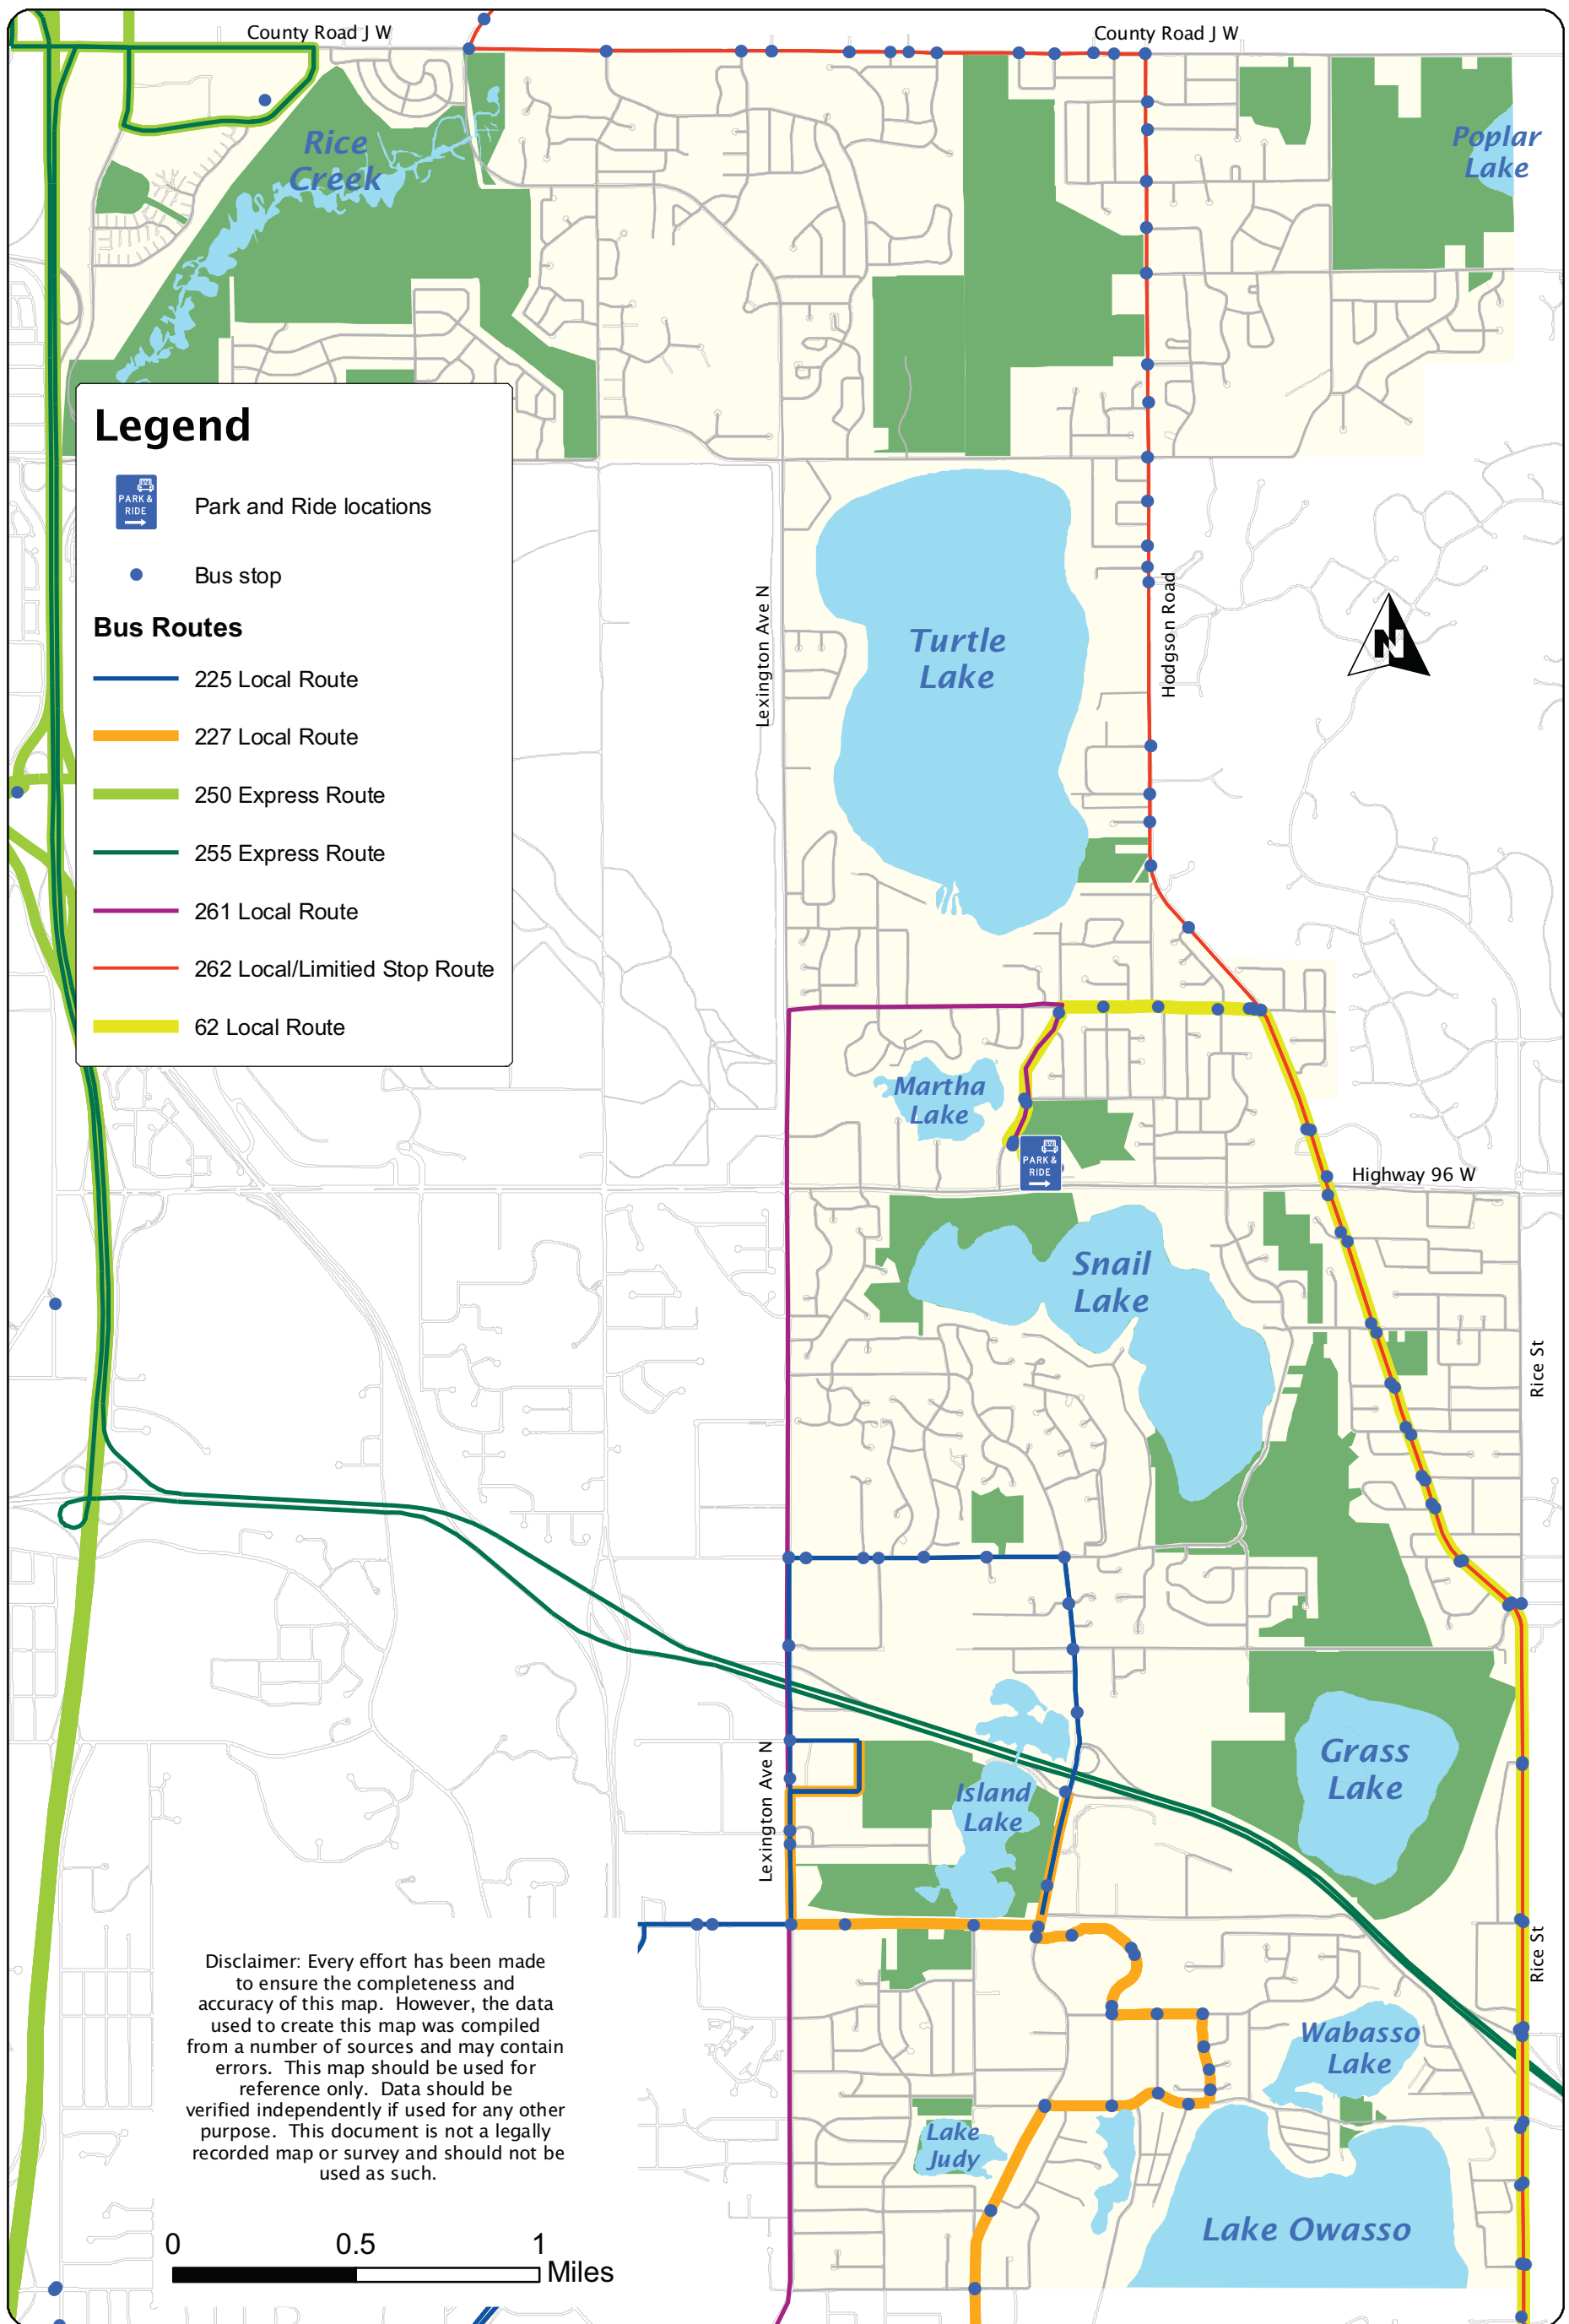 County Road J W
County Road J W
Rice
Creek
Poplar
Lake
Legend
PARK &
RIDE
Park and Ride locations
Bus stop
Bus Routes
225 Local Route
227 Local Route
250 Express Route
255 Express Route
261 Local Route
262 Local/Limitied Stop Route
62 Local Route
Lexington Ave N
Turtle
Lake
Hodgson Road
N
Martha
Lake
PARK &
RIDE
Highway 96 W
Snail
Lake
Rice St
Lexington Ave N
Island
Lake
Grass
Lake
Rice St
Wabasso
Lake
Lake
Judy
Lake Owasso
Disclaimer: Every effort has been made
to ensure the completeness and
accuracy of this map. However, the data
used to create this map was compiled
from a number of sources and may contain
errors. This map should be used for
reference only. Data should be
verified independently if used for any other
purpose. This document is not a legally
recorded map or survey and should not be
used as such.
0 0.5 1
Miles